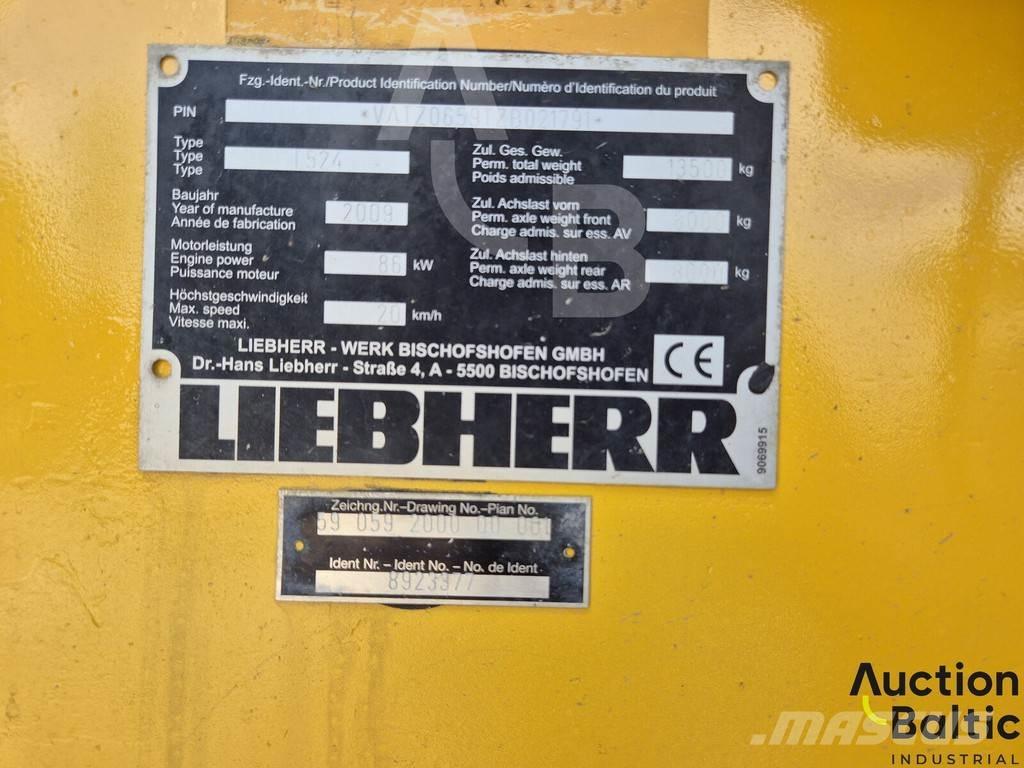 Fzg.-Ident.-Nr./Product Identification Number/Numéro d'Identification du produit
PIN
Type
Type L524
Type
Baujahr
Year of manufacture 2009
Année de fabrication
Motorleistung
Engine power 86 kW
Puissance moteur
Höchstgeschwindigkeit
Max. speed 20 km/h
Vitesse maxi.
Zul. Ges. Gew.
Perm. total weight 13500 kg
Poids admissible
Zul. Achslast vorn
Perm. axle weight front kg
Charge admis. sur ess. AV
Zul. Achslast hinten
Perm. axle weight rear kg
Charge admis. sur ess. AR
LIEBHERR - WERK BISCHOFSHOFEN GMBH
Dr.-Hans Liebherr - Straße 4, A - 5500 BISCHOFSHOFEN
CE
LIEBHERR
9069915
Zeichng.Nr.-Drawing No.-Plan No.
059 2000
Ident Nr. - Ident No. - No. de Ident
8923377
AB
Auction
Baltic
INDUSTRIAL
MASCUS